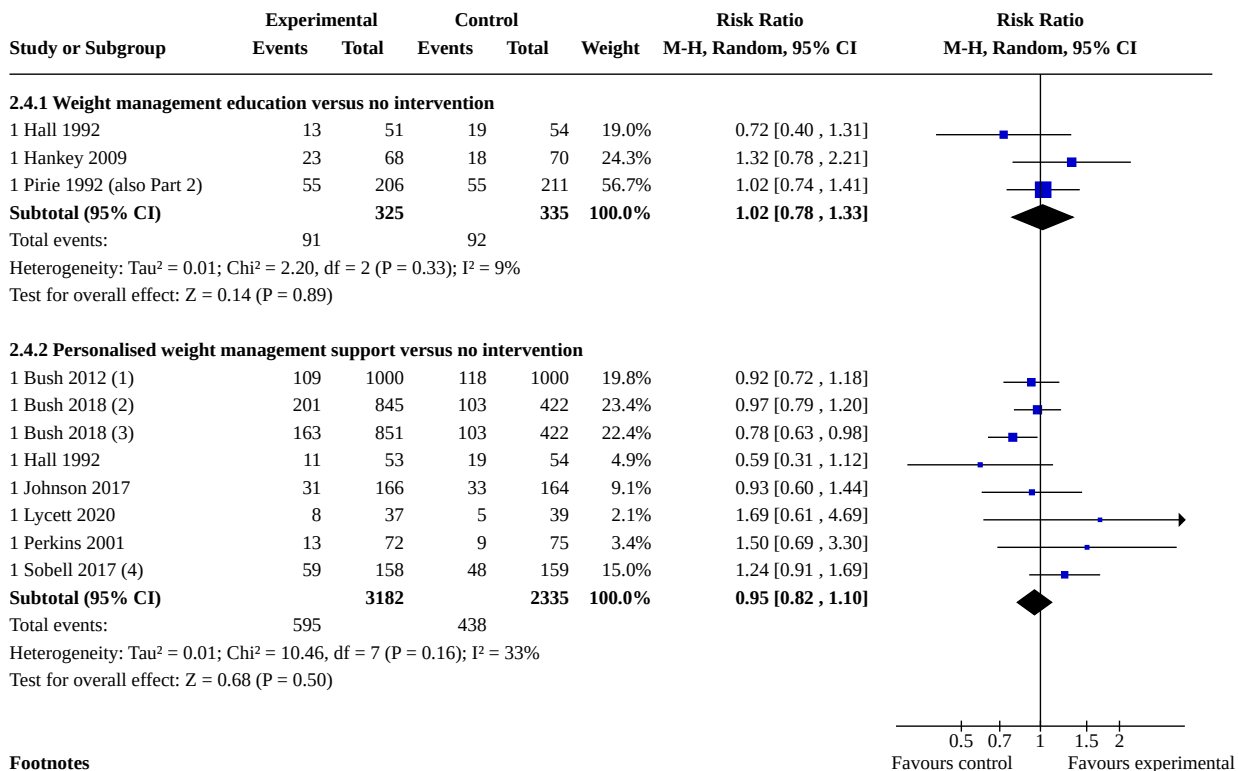 Experimental Control Risk Ratio Risk Ratio
Study or Subgroup Events Total Events Total Weight M-H, Random, 95% CI M-H, Random, 95% CI
2.4.1 Weight management education versus no intervention
1 Hall 1992 13 51 19 54 19.0% 0.72 [0.40 , 1.31]
1 Hankey 2009 23 68 18 70 24.3% 1.32 [0.78 , 2.21]
1 Pirie 1992 (also Part 2) 55 206 55 211 56.7% 1.02 [0.74 , 1.41]
Subtotal (95% CI) 325 335 100.0% 1.02 [0.78 , 1.33]
Total events: 91 92
Heterogeneity: Tau² = 0.01; Chi² = 2.20, df = 2 (P = 0.33); I² = 9%
Test for overall effect: Z = 0.14 (P = 0.89)
2.4.2 Personalised weight management support versus no intervention
1 Bush 2012 (1) 109 1000 118 1000 19.8% 0.92 [0.72 , 1.18]
1 Bush 2018 (2) 201 845 103 422 23.4% 0.97 [0.79 , 1.20]
1 Bush 2018 (3) 163 851 103 422 22.4% 0.78 [0.63 , 0.98]
1 Hall 1992 11 53 19 54 4.9% 0.59 [0.31 , 1.12]
1 Johnson 2017 31 166 33 164 9.1% 0.93 [0.60 , 1.44]
1 Lycett 2020 8 37 5 39 2.1% 1.69 [0.61 , 4.69]
1 Perkins 2001 13 72 9 75 3.4% 1.50 [0.69 , 3.30]
1 Sobell 2017 (4) 59 158 48 159 15.0% 1.24 [0.91 , 1.69]
Subtotal (95% CI) 3182 2335 100.0% 0.95 [0.82 , 1.10]
Total events: 595 438
Heterogeneity: Tau² = 0.01; Chi² = 10.46, df = 7 (P = 0.16); I² = 33%
Test for overall effect: Z = 0.68 (P = 0.50)
0.5 0.7 1 1.5 2
Footnotes Favours control Favours experimental